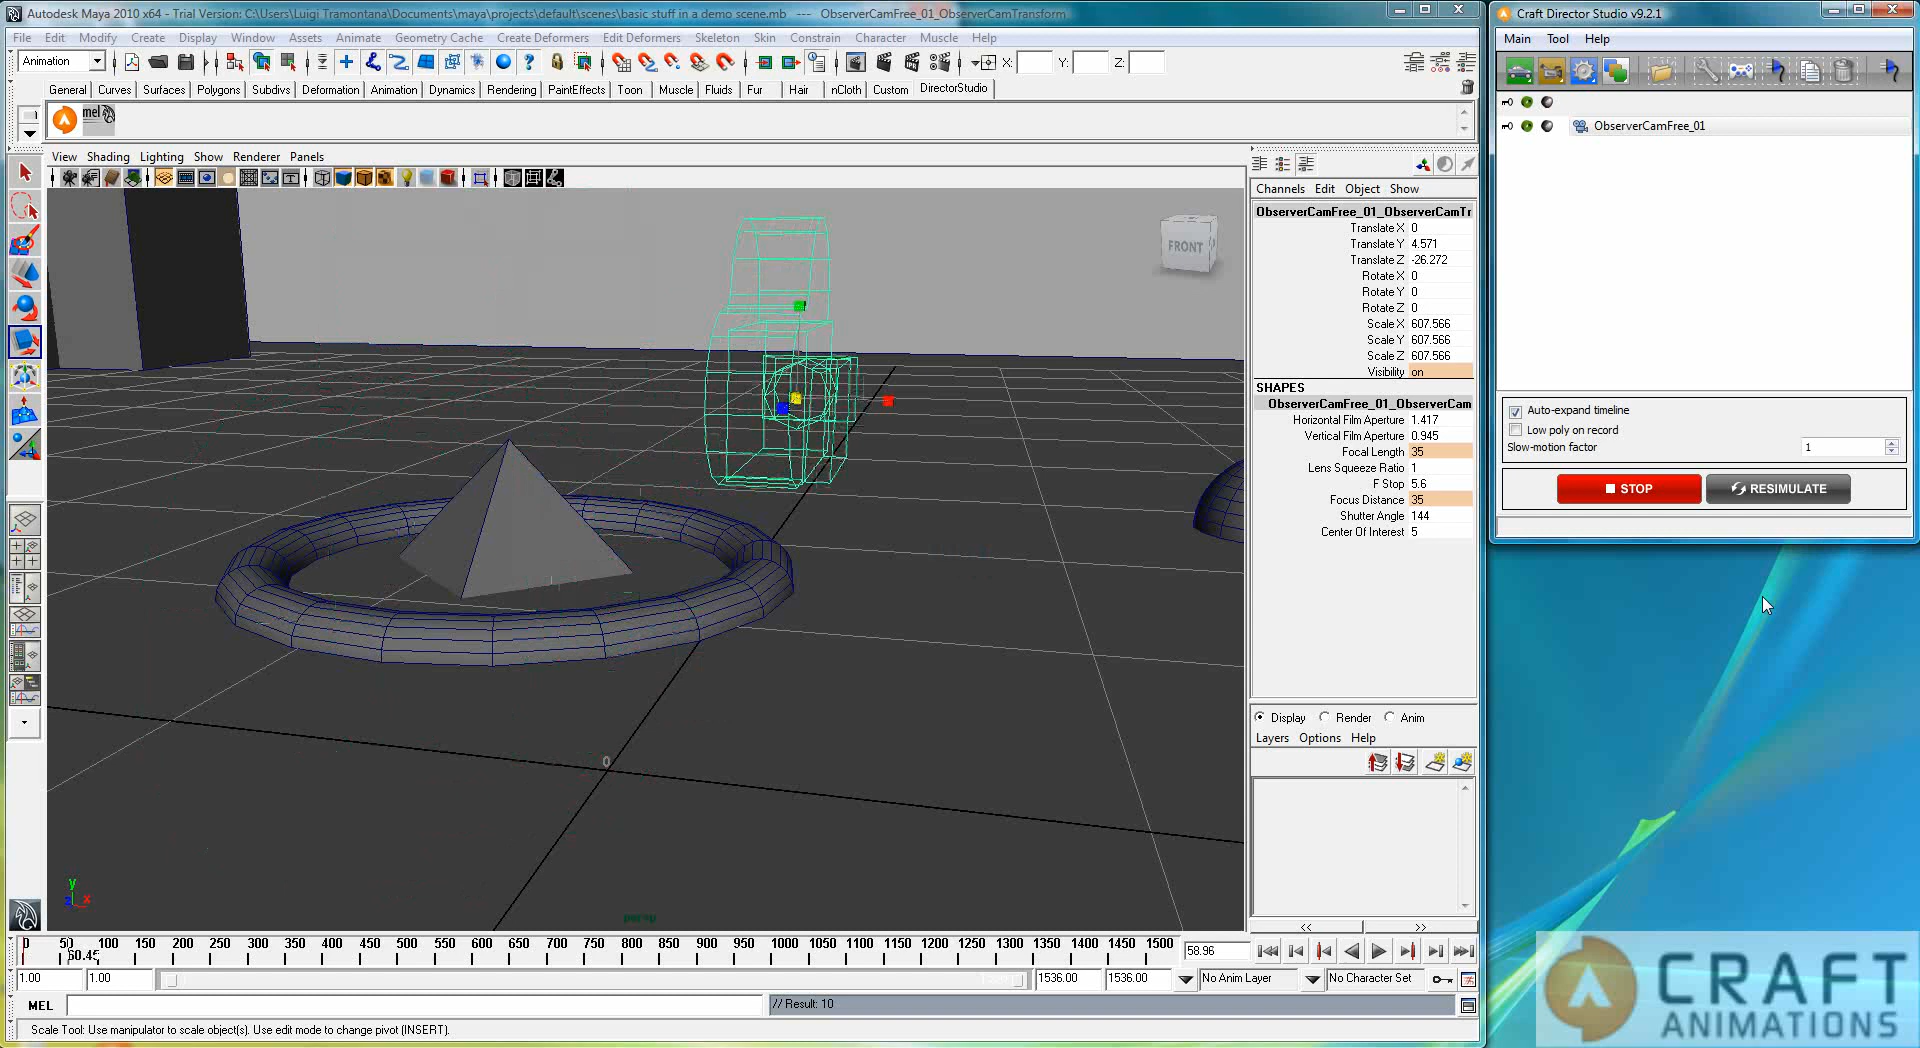 Autodesk Maya 2010 x64 - Trial Version: C:\Users\Luigi Tramontana\Documents\maya\projects\default\scenes\basic stuff in a demo scene.mb --- ObserverCamFree_01_ObserverCamTransform
File Edit Modify Create Display Window Assets Animate Geometry Cache Create Deformers Edit Deformers Skeleton Skin Constrain Character Muscle Help
Animation X: Y: Z:
General Curves Surfaces Polygons Subdivs Deformation Animation Dynamics Rendering PaintEffects Toon Muscle Fluids Fur Hair nCloth Custom DirectorStudio
mel
View Shading Lighting Show Renderer Panels
FRONT
0
y
z x
persp
Channels Edit Object Show
ObserverCamFree_01_ObserverCamTr
Translate X 0
Translate Y 4.571
Translate Z -26.272
Rotate X 0
Rotate Y 0
Rotate Z 0
Scale X 607.566
Scale Y 607.566
Scale Z 607.566
Visibility on
SHAPES
ObserverCamFree_01_ObserverCam
Horizontal Film Aperture 1.417
Vertical Film Aperture 0.945
Focal Length 35
Lens Squeeze Ratio 1
F Stop 5.6
Focus Distance 35
Shutter Angle 144
Center Of Interest 5
Display Render Anim
Layers Options Help
<< >>
0 50 100 150 200 250 300 350 400 450 500 550 600 650 700 750 800 850 900 950 1000 1050 1100 1150 1200 1250 1300 1350 1400 1450 1500
60.45
58.96
1.00 1.00 1536.00 1536.00 No Anim Layer No Character Set
MEL // Result: 10
Scale Tool: Use manipulator to scale object(s). Use edit mode to change pivot (INSERT).
Craft Director Studio v9.2.1
Main Tool Help
ObserverCamFree_01
Auto-expand timeline
Low poly on record
Slow-motion factor 1
STOP RESIMULATE
CRAFT
ANIMATIONS